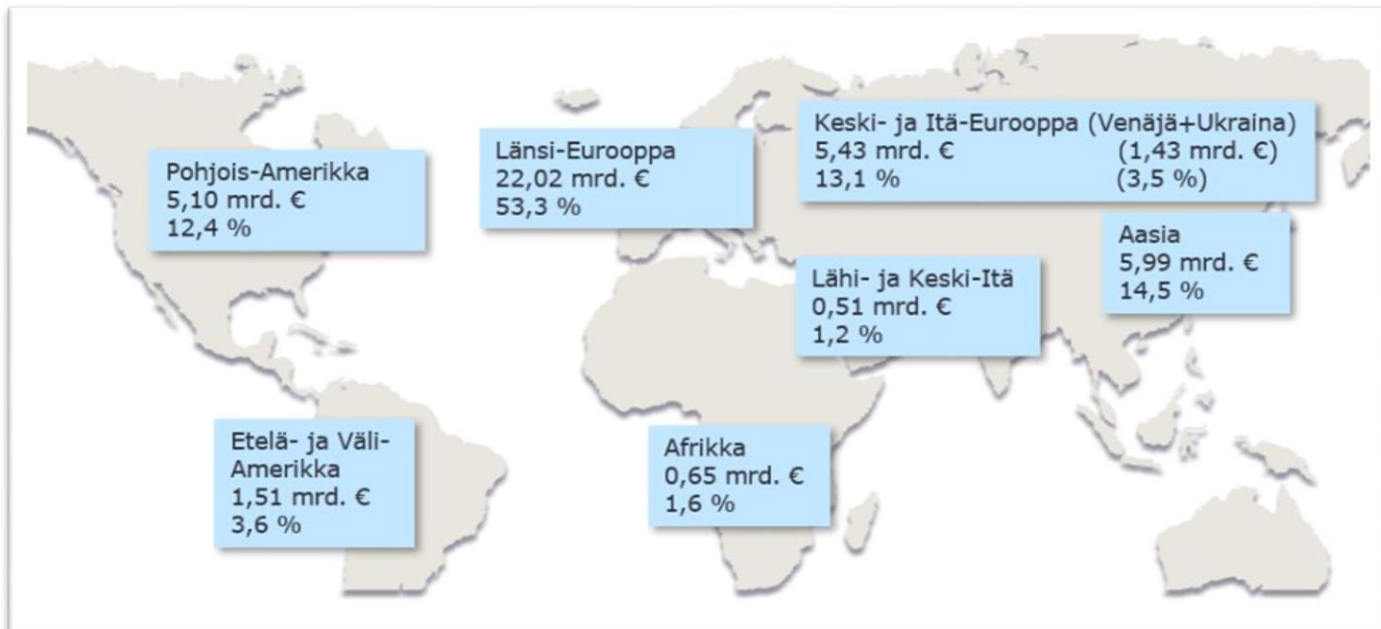 Pohjois-Amerikka
5,10 mrd. €
12,4 %
Länsi-Eurooppa
22,02 mrd. €
53,3 %
Keski- ja Itä-Eurooppa (Venäjä+Ukraina)
5,43 mrd. € (1,43 mrd. €)
13,1 % (3,5 %)
Aasia
5,99 mrd. €
14,5 %
Lähi- ja Keski-Itä
0,51 mrd. €
1,2 %
Etelä- ja Väli-
Amerikka
1,51 mrd. €
3,6 %
Afrikka
0,65 mrd. €
1,6 %